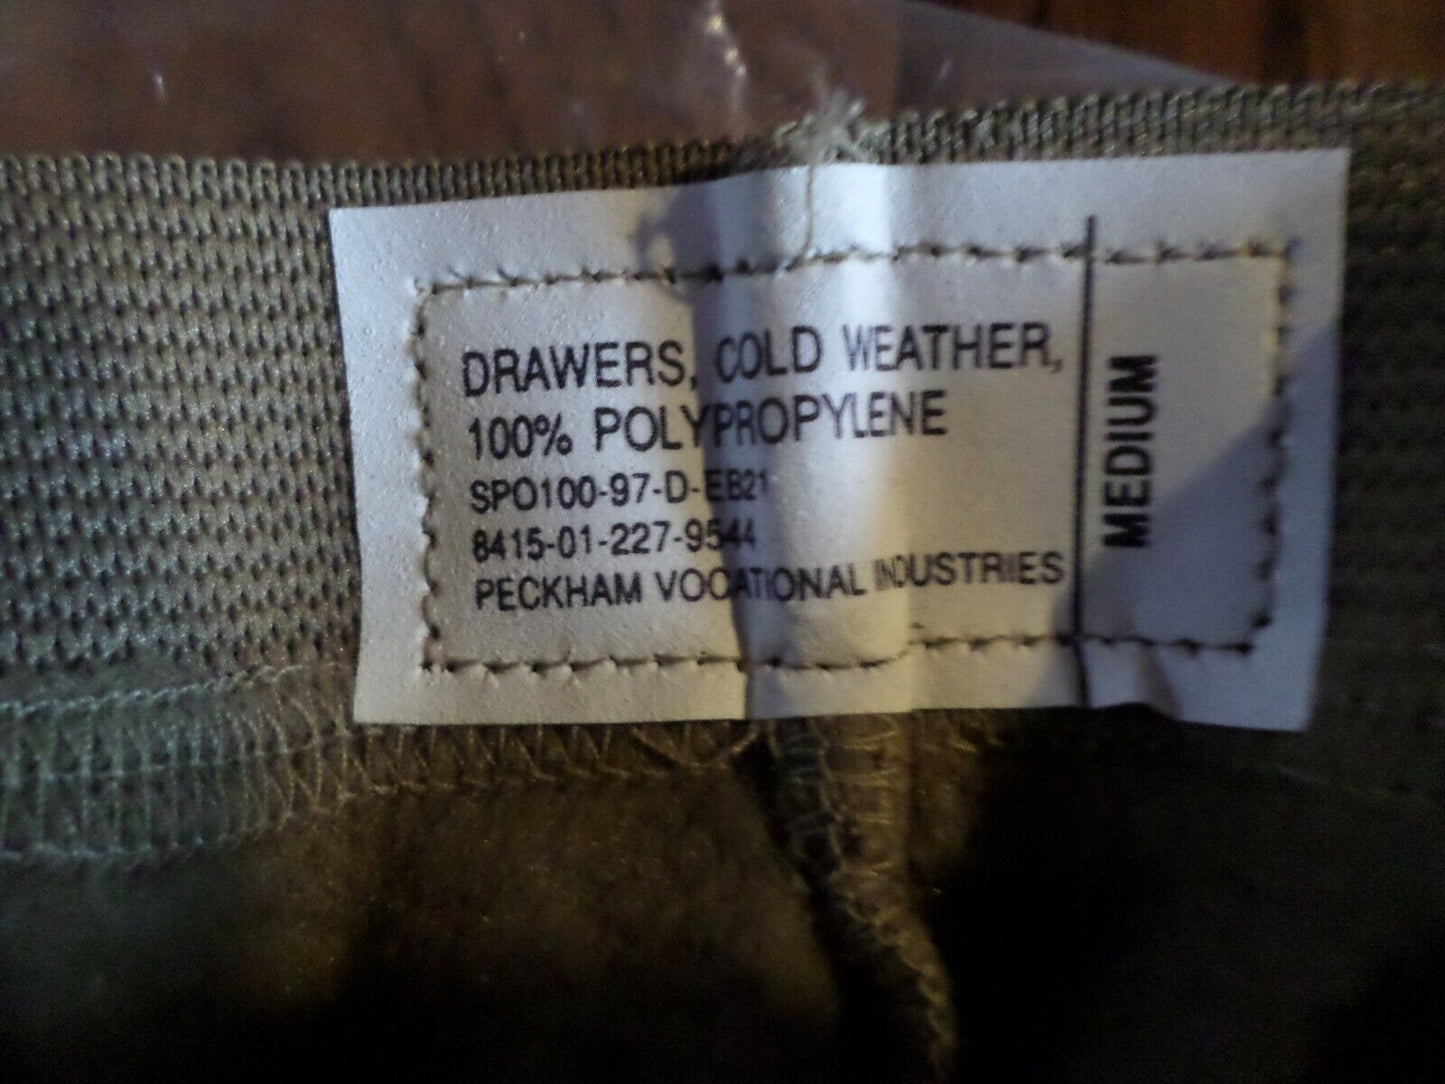 DRAWERS, COLD WEATHER,
100% POLYPROPYLENE
SPO100-97-D-EB21
8415-01-227-9544
PECKHAM VOCATIONAL INDUSTRIES
MEDIUM